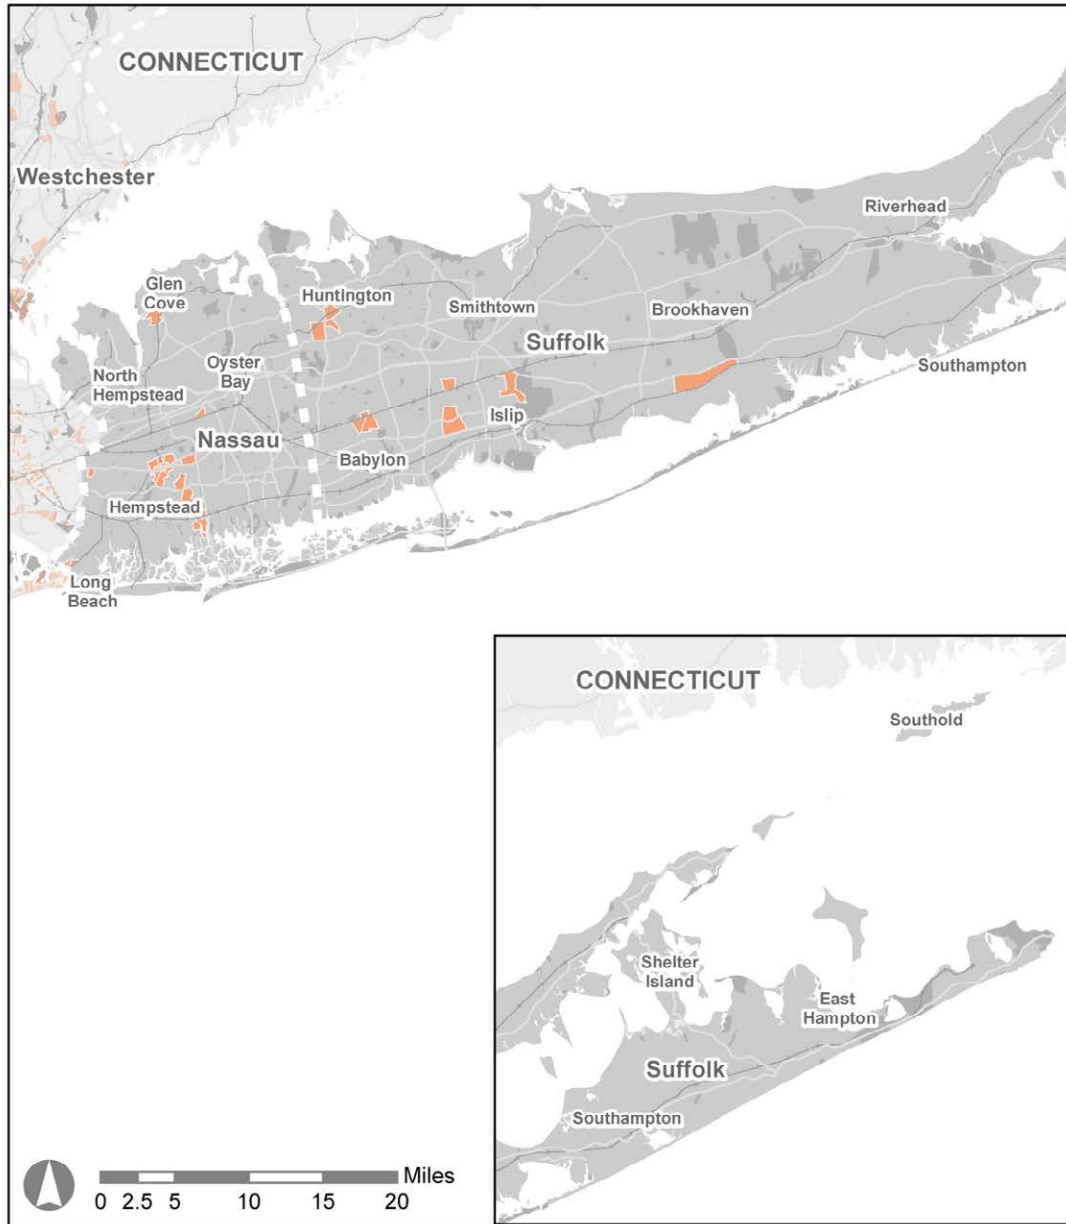 CONNECTICUT
Westchester
Riverhead
Glen
Cove
Huntington
Smithtown
Brookhaven
Suffolk
Oyster
Bay
North
Hempstead
Southampton
Islip
Nassau
Babylon
Hempstead
Long
Beach
CONNECTICUT
Southold
Shelter
Island
East
Hampton
Suffolk
Southampton
Miles
0 2.5 5 10 15 20